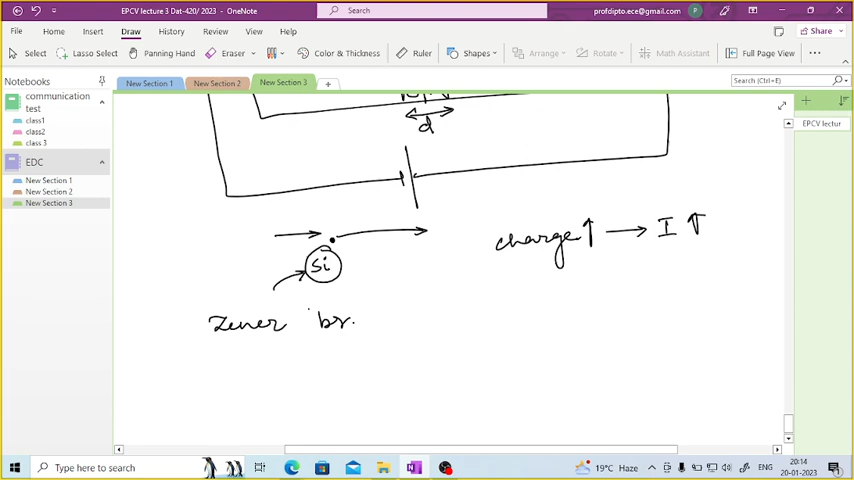 EPCV lecture 3 Dat-420/ 2023 - OneNote
Search
profdipto.ece@gmail.com
P
File
Home
Insert
Draw
History
Review
View
Help
Share
Select
Lasso Select
Panning Hand
Eraser
Color & Thickness
Ruler
Shapes
Arrange
Rotate
Math Assistant
Full Page View
Notebooks
New Section 1
New Section 2
New Section 3
+
Search (Ctrl+E)
communication test
class1
class2
class 3
EDC
New Section 1
New Section 2
New Section 3
EPCV lectur
d
charge ↑ → I ↑
Si
Zener br.
Type here to search
19°C Haze
ENG
20:14
20-01-2023
1